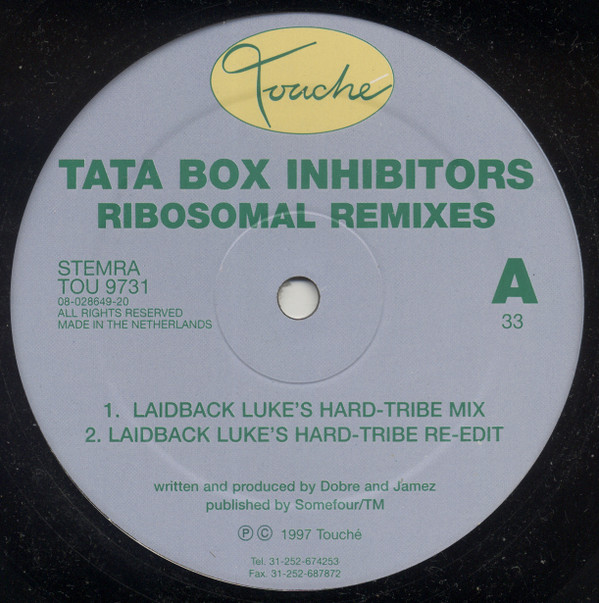 Touché
TATA BOX INHIBITORS
RIBOSOMAL REMIXES
STEMRA
TOU 9731
08-028649-20
ALL RIGHTS RESERVED
MADE IN THE NETHERLANDS
A
33
1. LAIDBACK LUKE'S HARD-TRIBE MIX
2. LAIDBACK LUKE'S HARD-TRIBE RE-EDIT
written and produced by Dobre and Jamez
published by Somefour/TM
Ⓟ Ⓒ 1997 Touché
Tel. 31-252-674253
Fax. 31-252-687872